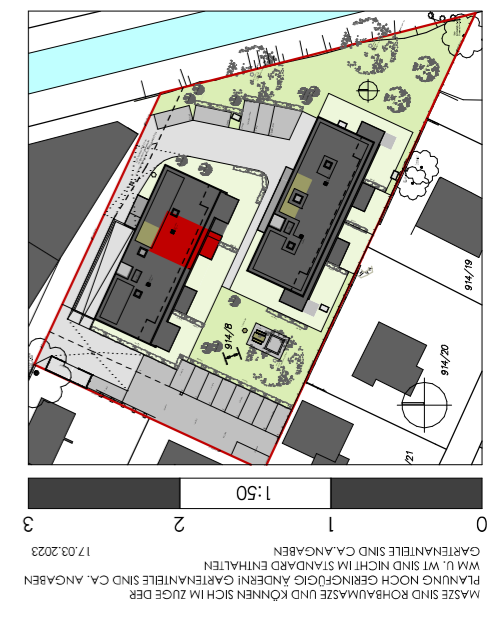 MASZE SIND ROHBAUMASZE UND KÖNNEN SICH IM ZUGE DER
PLANUNG NOCH GERINGFÜGIG ÄNDERN! GARTENANTEILE SIND CA. ANGABEN
WM U. WT SIND NICHT IM STANDARD ENTHALTEN
GARTENANTEILE SIND CA.ANGABEN 17.03.2023
0 1 2 3
1:50
/21
914/20
914/8
914/19